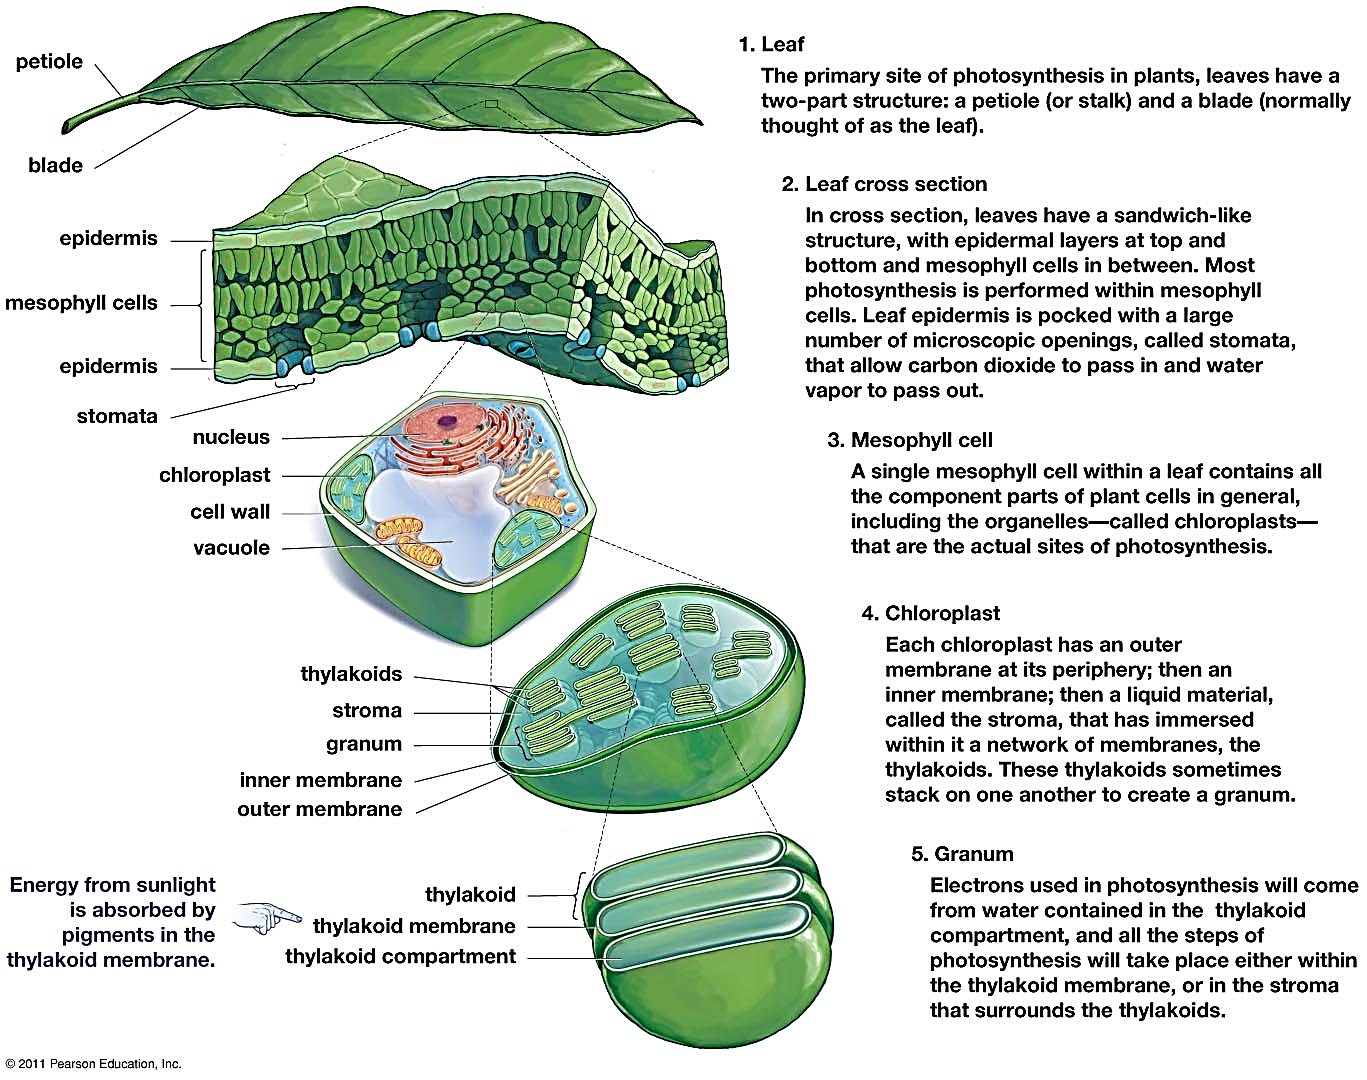 petiole
blade
epidermis
mesophyll cells
epidermis
stomata
nucleus
chloroplast
cell wall
vacuole
thylakoids
stroma
granum
inner membrane
outer membrane
Energy from sunlight
is absorbed by
pigments in the
thylakoid membrane.
thylakoid
thylakoid membrane
thylakoid compartment
1. Leaf
The primary site of photosynthesis in plants, leaves have a
two-part structure: a petiole (or stalk) and a blade (normally
thought of as the leaf).
2. Leaf cross section
In cross section, leaves have a sandwich-like
structure, with epidermal layers at top and
bottom and mesophyll cells in between. Most
photosynthesis is performed within mesophyll
cells. Leaf epidermis is pocked with a large
number of microscopic openings, called stomata,
that allow carbon dioxide to pass in and water
vapor to pass out.
3. Mesophyll cell
A single mesophyll cell within a leaf contains all
the component parts of plant cells in general,
including the organelles—called chloroplasts—
that are the actual sites of photosynthesis.
4. Chloroplast
Each chloroplast has an outer
membrane at its periphery; then an
inner membrane; then a liquid material,
called the stroma, that has immersed
within it a network of membranes, the
thylakoids. These thylakoids sometimes
stack on one another to create a granum.
5. Granum
Electrons used in photosynthesis will come
from water contained in the thylakoid
compartment, and all the steps of
photosynthesis will take place either within
the thylakoid membrane, or in the stroma
that surrounds the thylakoids.
© 2011 Pearson Education, Inc.